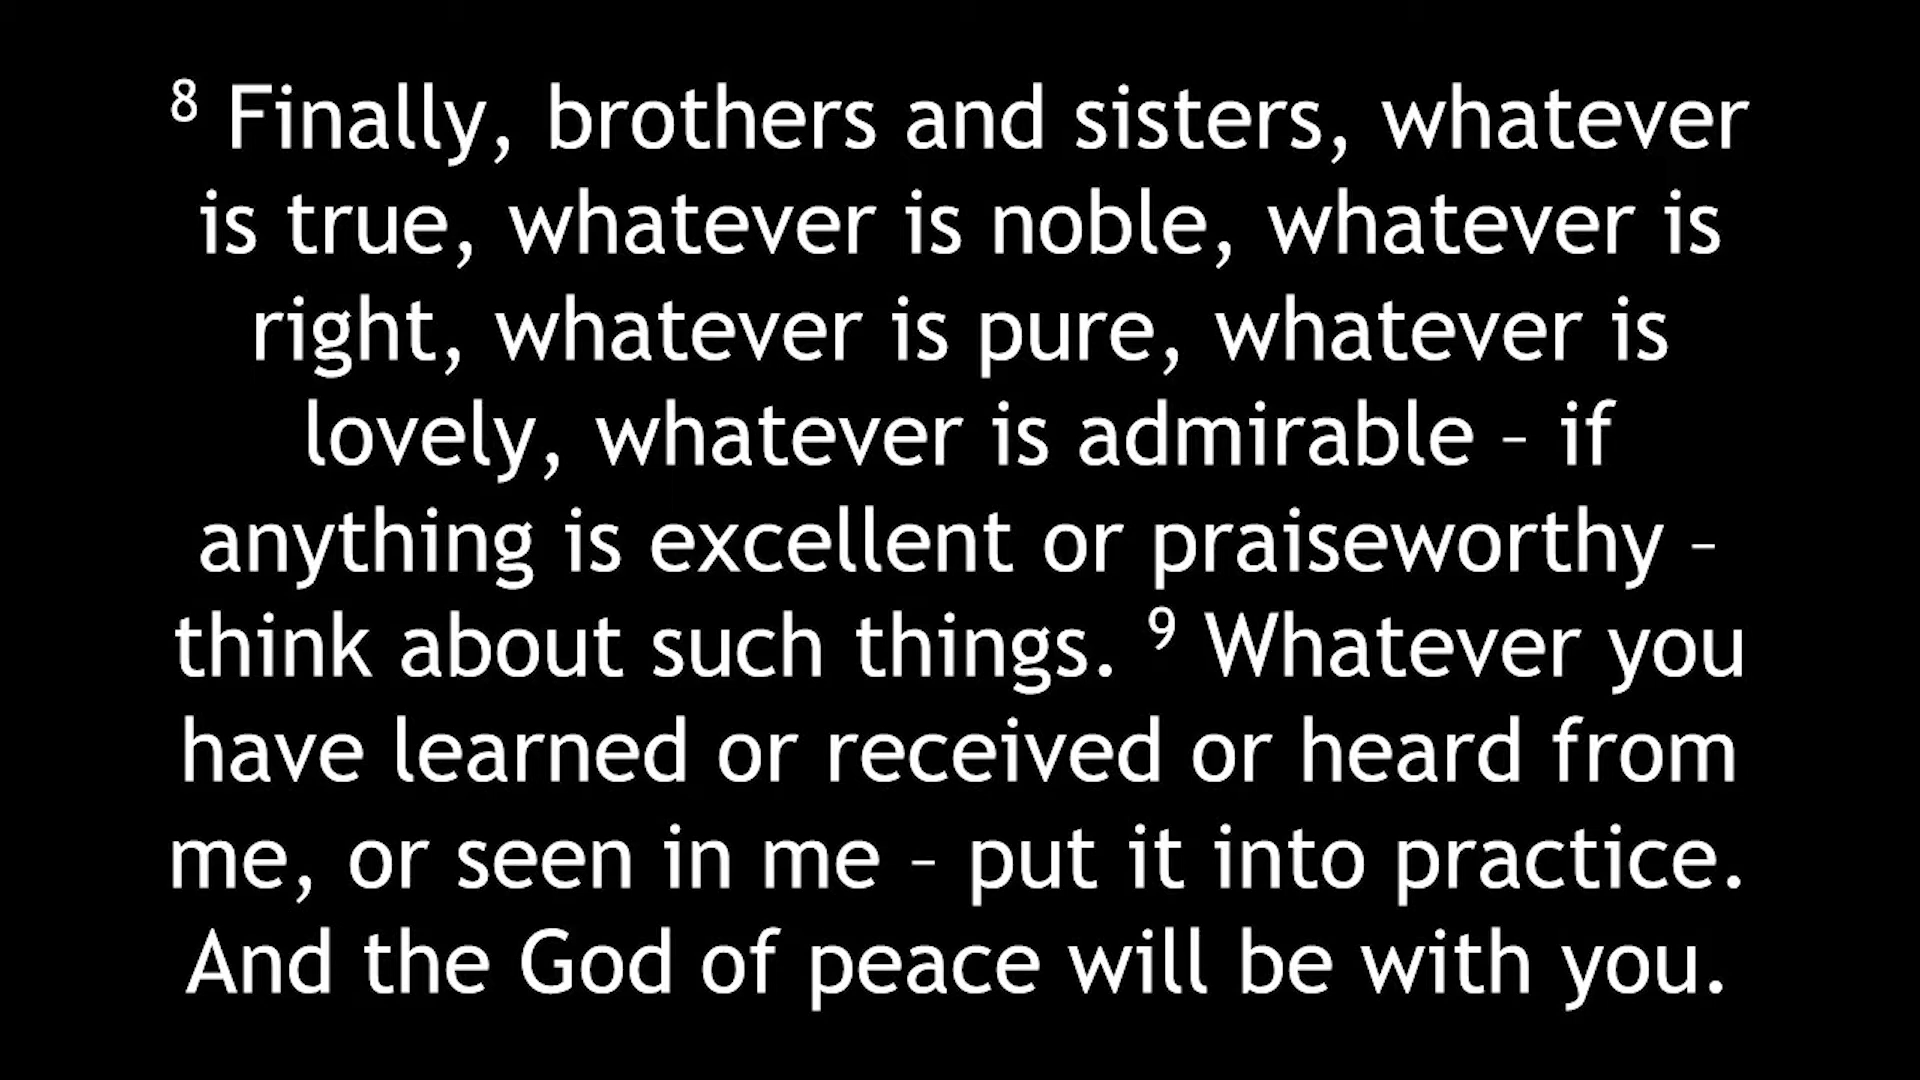 ⁸ Finally, brothers and sisters, whatever
is true, whatever is noble, whatever is
right, whatever is pure, whatever is
lovely, whatever is admirable – if
anything is excellent or praiseworthy –
think about such things. ⁹ Whatever you
have learned or received or heard from
me, or seen in me – put it into practice.
And the God of peace will be with you.